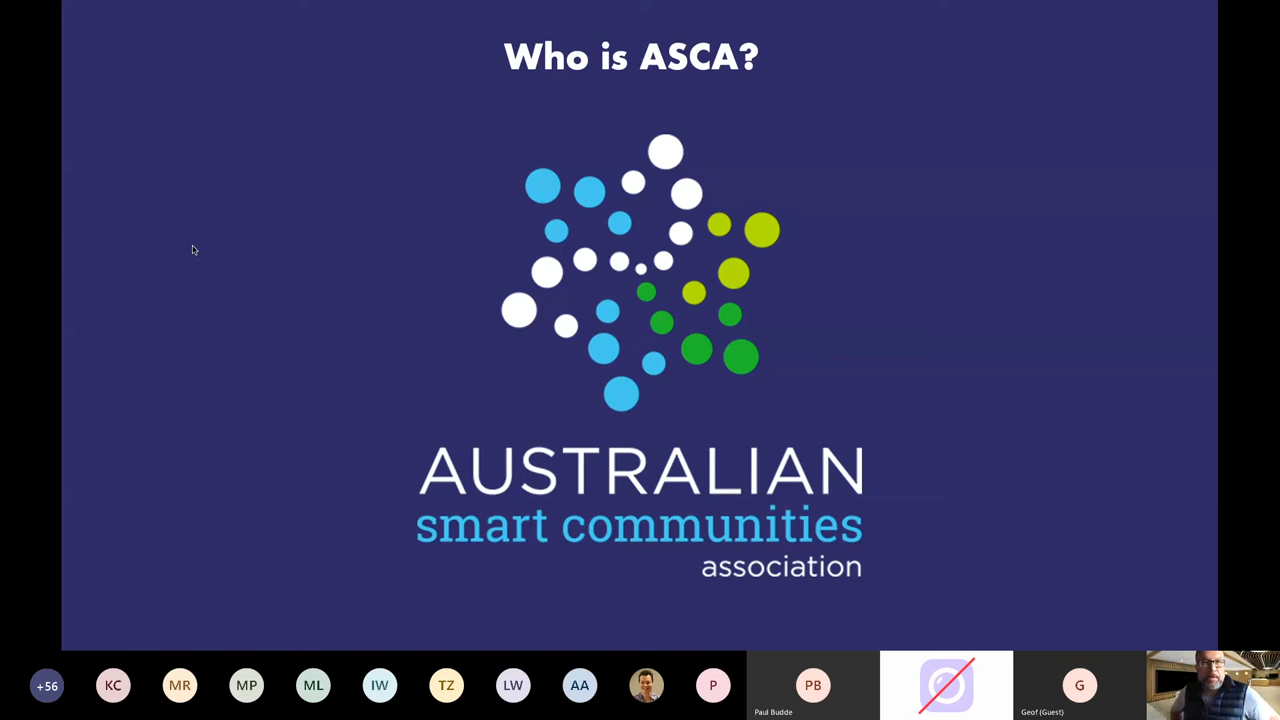 Who is ASCA?
AUSTRALIAN
smart communities
association
+56
KC
MR
MP
ML
IW
TZ
LW
AA
P
PB
Paul Budde
G
Geof (Guest)